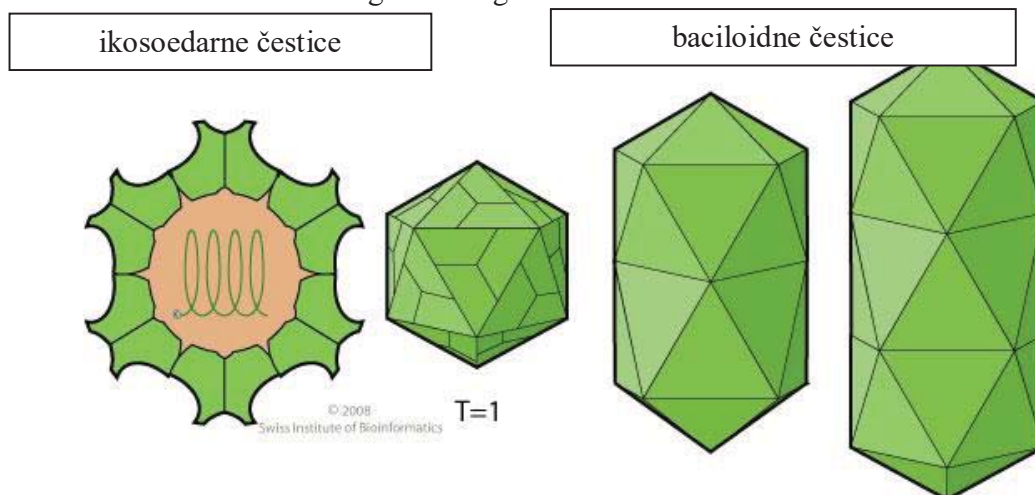 ikosoedarne čestice
baciloidne čestice
© 2008
Swiss Institute of Bioinformatics
T=1